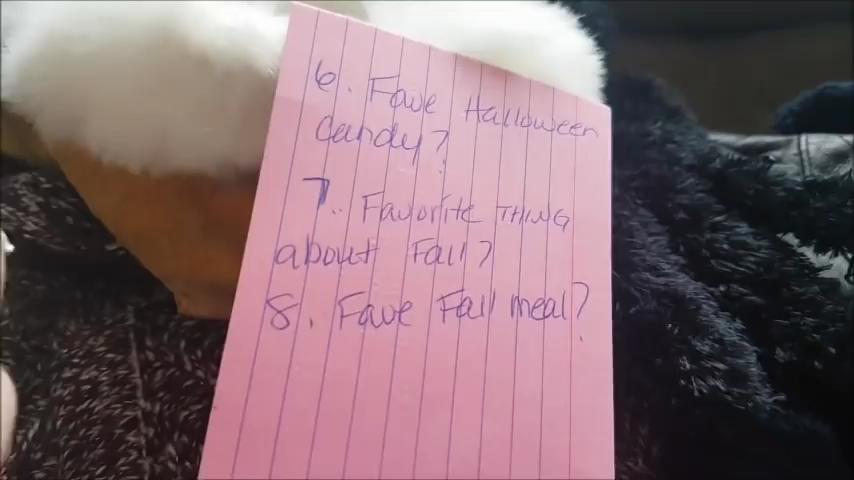 6. Fave Halloween
Candy?
7.. Favorite THING
about Fall?
8. Fave Fall meal?